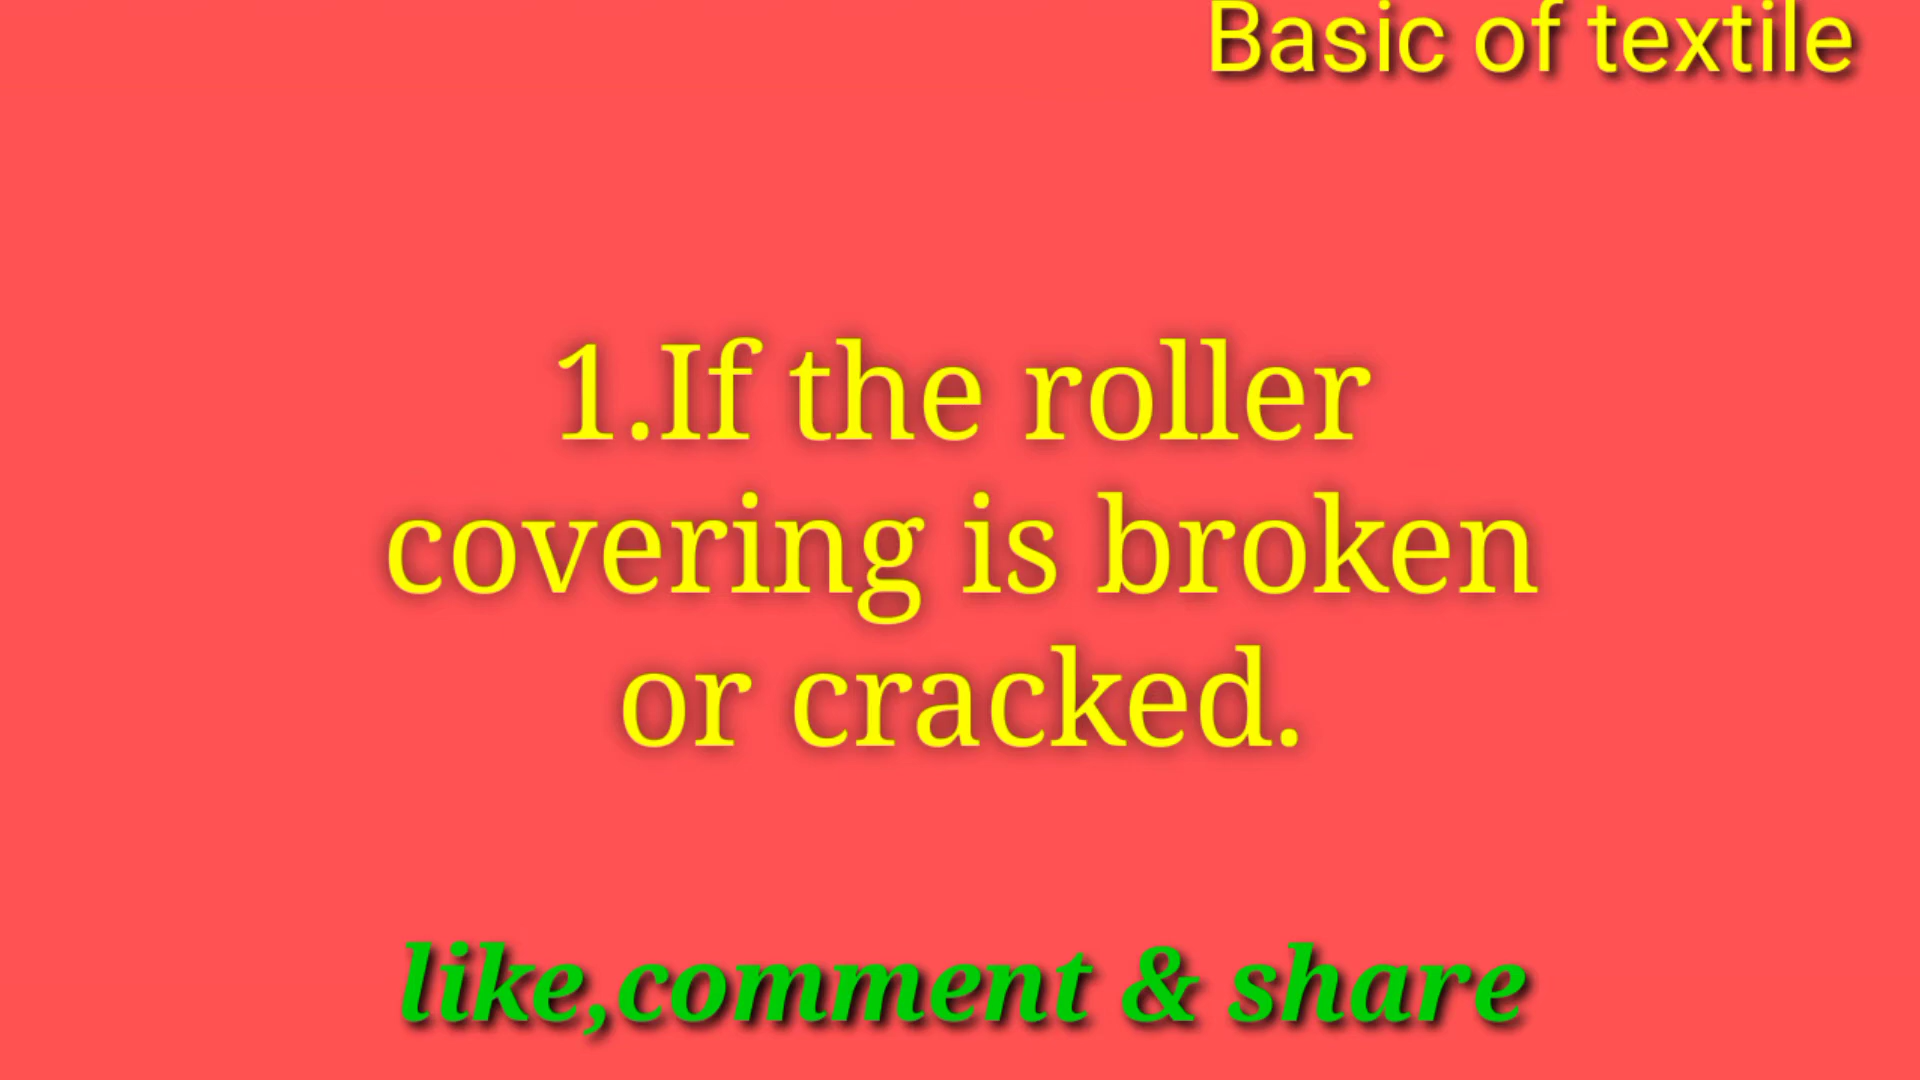 Basic of textile
1.If the roller
covering is broken
or cracked.
like,comment & share